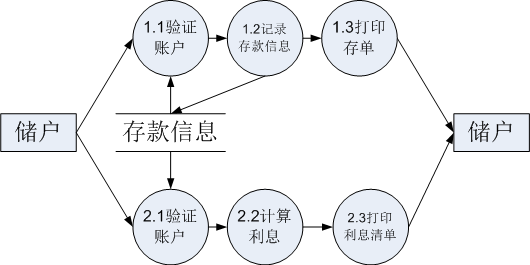 1.1验证
账户
1.2记录
存款信息
1.3打印
存单
储户
存款信息
储户
2.1验证
账户
2.2计算
利息
2.3打印
利息清单